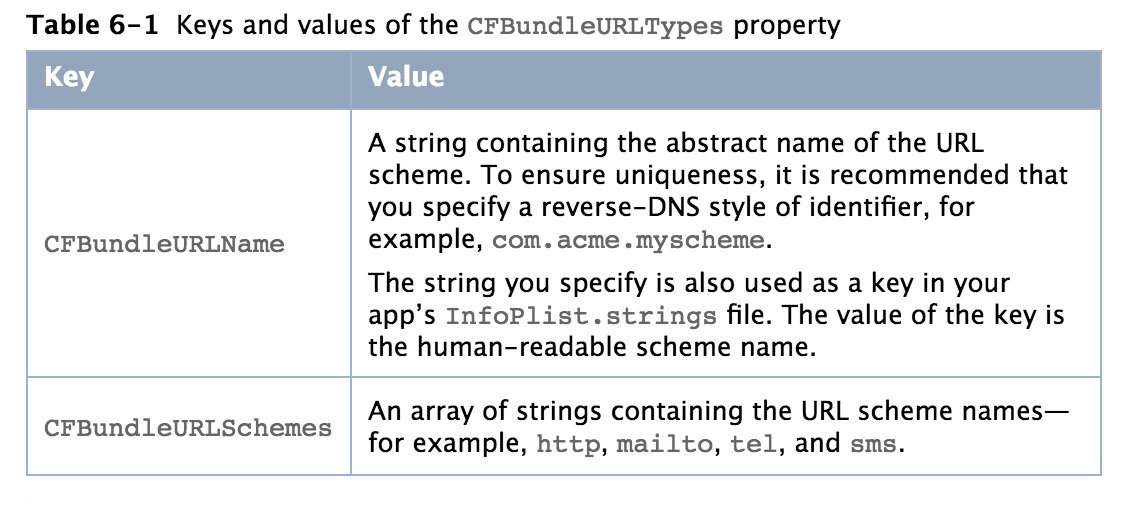 Table 6-1 Keys and values of the CFBundleURLTypes property
Key
Value
CFBundleURLName
A string containing the abstract name of the URL
scheme. To ensure uniqueness, it is recommended that
you specify a reverse-DNS style of identifier, for
example, com.acme.myscheme.
The string you specify is also used as a key in your
app’s InfoPlist.strings file. The value of the key is
the human-readable scheme name.
CFBundleURLSchemes
An array of strings containing the URL scheme names—
for example, http, mailto, tel, and sms.